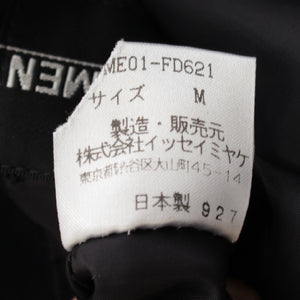 MEN
ME01-FD621
サイズ M
製造・販売元
株式会社イッセイミヤケ
東京都渋谷区大山町45-14
日本製 927